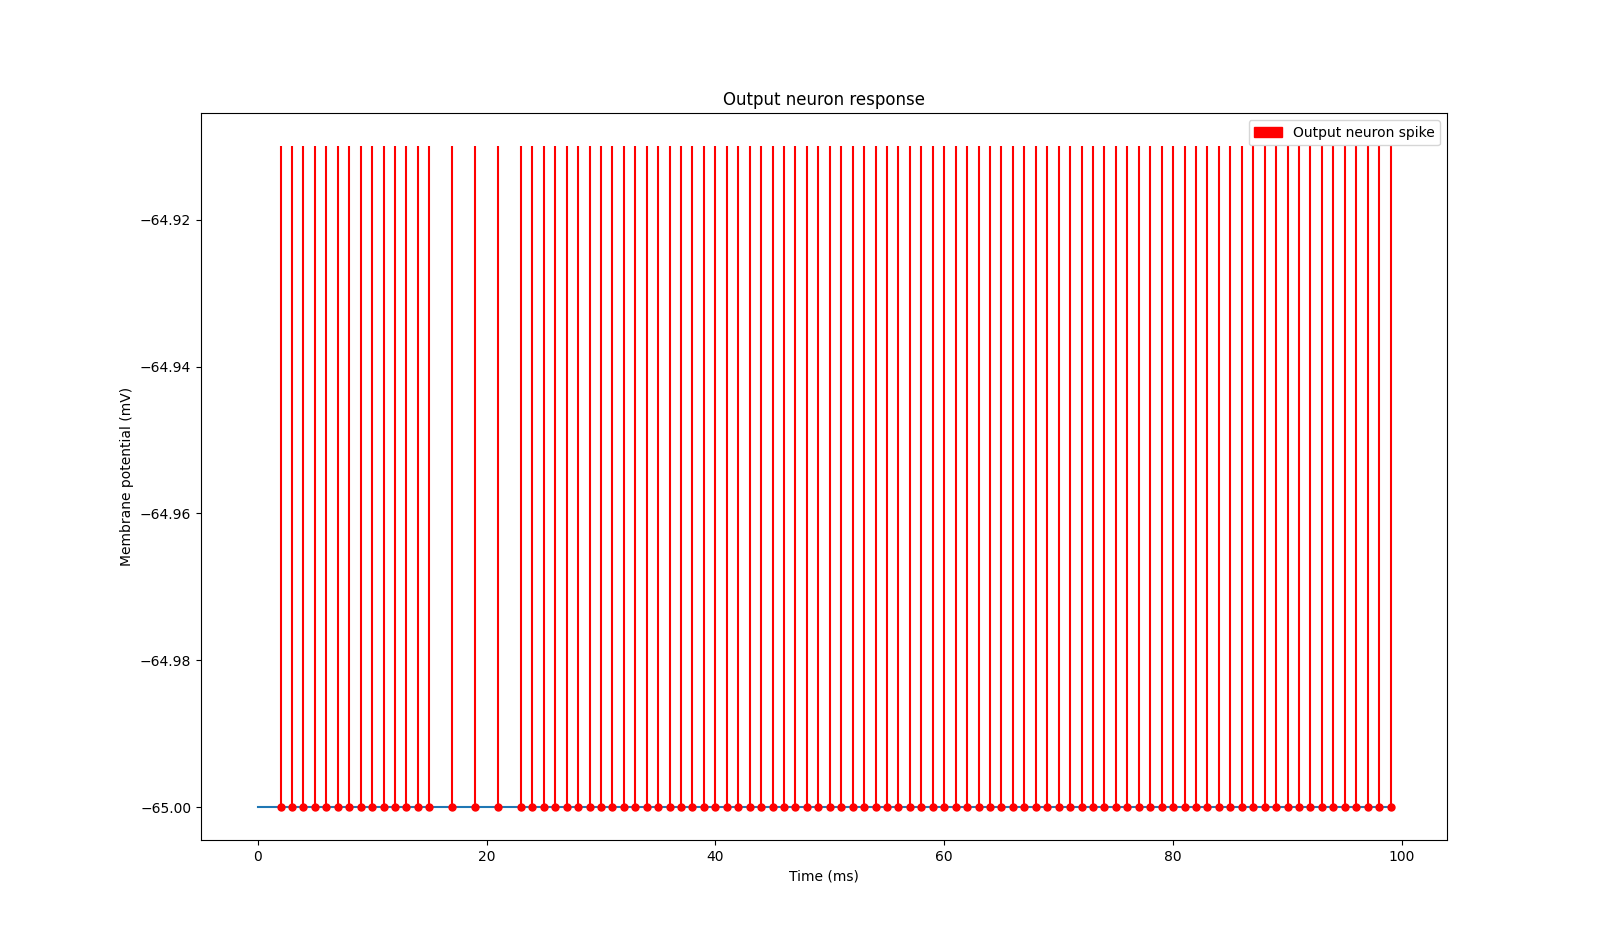 Output neuron response
Output neuron spike
Membrane potential (mV)
−64.92
−64.94
−64.96
−64.98
−65.00
0 20 40 60 80 100
Time (ms)